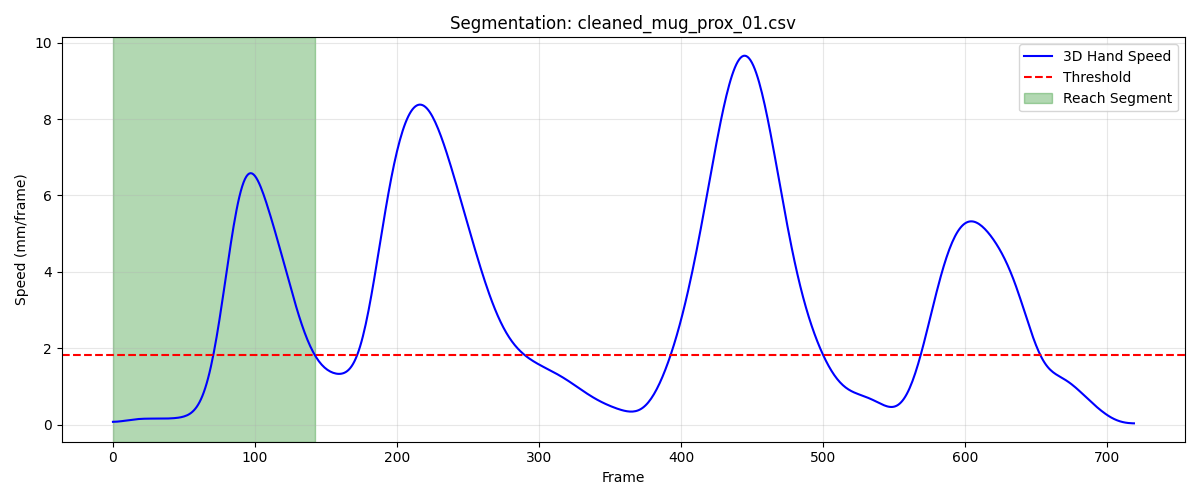 Segmentation: cleaned_mug_prox_01.csv
3D Hand Speed
Threshold
Reach Segment
Speed (mm/frame)
10
8
6
4
2
0
0 100 200 300 400 500 600 700
Frame